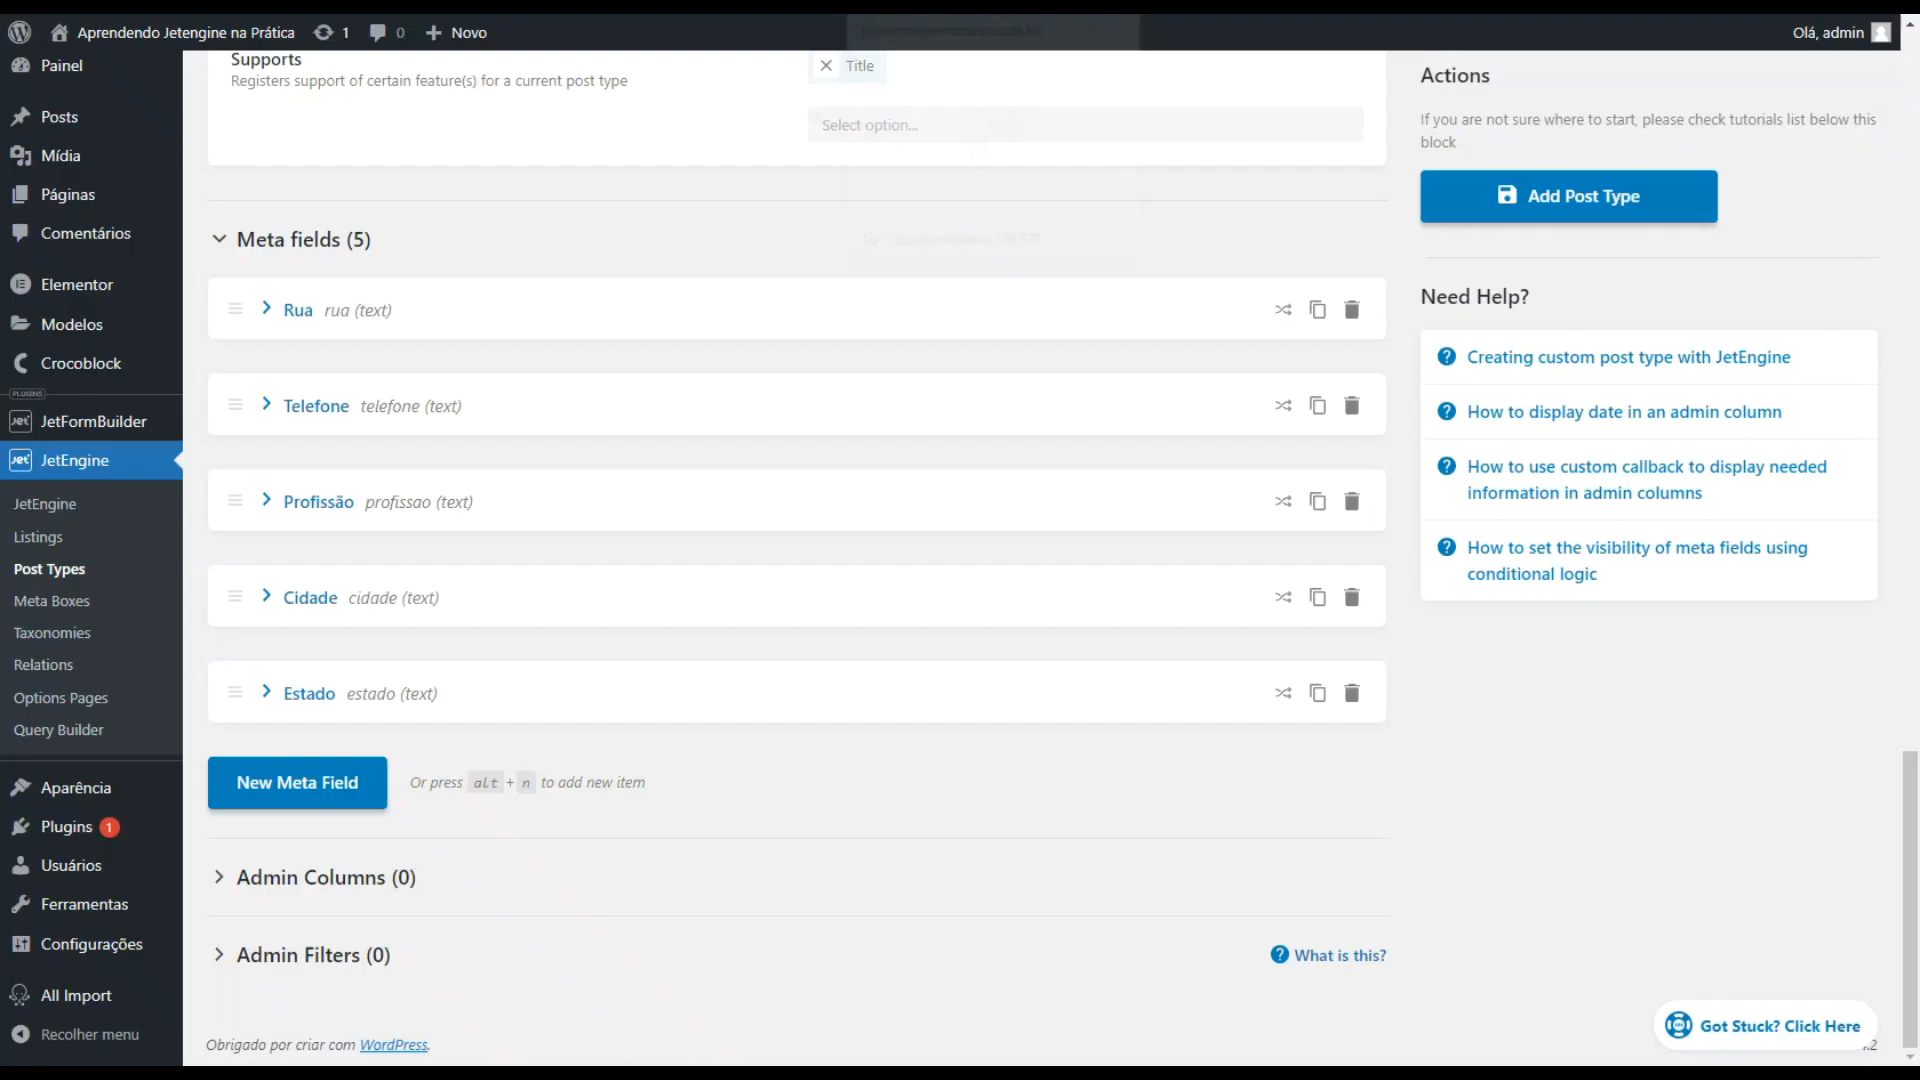 Aprendendo Jetengine na Prática 1 0 Novo Olá, admin
Painel
Posts
Mídia
Páginas
Comentários
Elementor
Modelos
Crocoblock
PLUGINS
JetFormBuilder
JetEngine
JetEngine
Listings
Post Types
Meta Boxes
Taxonomies
Relations
Options Pages
Query Builder
Aparência
Plugins 1
Usuários
Ferramentas
Configurações
All Import
Recolher menu
Supports
Registers support of certain feature(s) for a current post type
Title
Select option...
Meta fields (5)
Rua rua (text)
Telefone telefone (text)
Profissão profissao (text)
Cidade cidade (text)
Estado estado (text)
New Meta Field Or press alt + n to add new item
Admin Columns (0)
Admin Filters (0) What is this?
Obrigado por criar com WordPress.
Actions
If you are not sure where to start, please check tutorials list below this
block
Add Post Type
Need Help?
Creating custom post type with JetEngine
How to display date in an admin column
How to use custom callback to display needed
information in admin columns
How to set the visibility of meta fields using
conditional logic
Got Stuck? Click Here